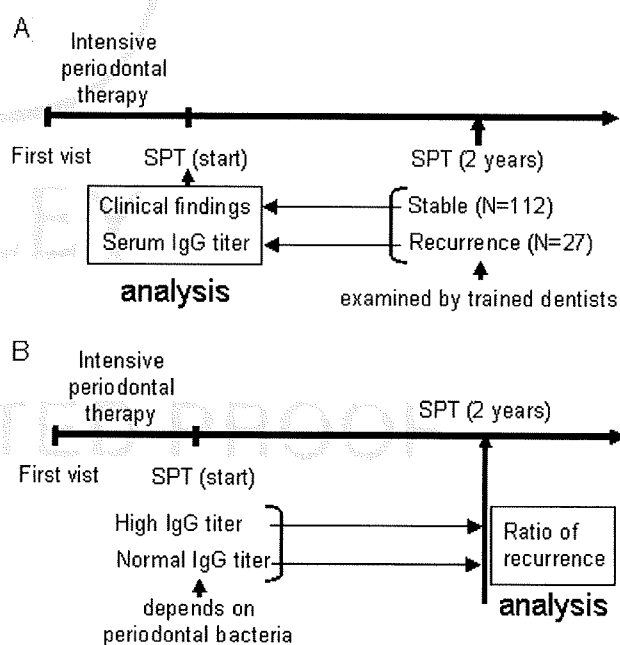 A
Intensive
periodontal
therapy
First vist
SPT (start)
SPT (2 years)
Clinical findings
Serum IgG titer
analysis
Stable (N=112)
Recurrence (N=27)
examined by trained dentists
B
Intensive
periodontal
therapy
SPT (2 years)
First vist
SPT (start)
High IgG titer
Normal IgG titer
depends on
periodontal bacteria
Ratio of
recurrence
analysis